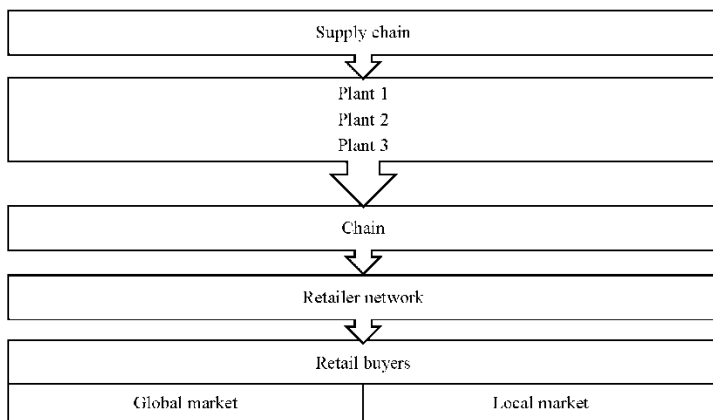 Supply chain
Plant 1
Plant 2
Plant 3
Chain
Retailer network
Retail buyers
Global market
Local market